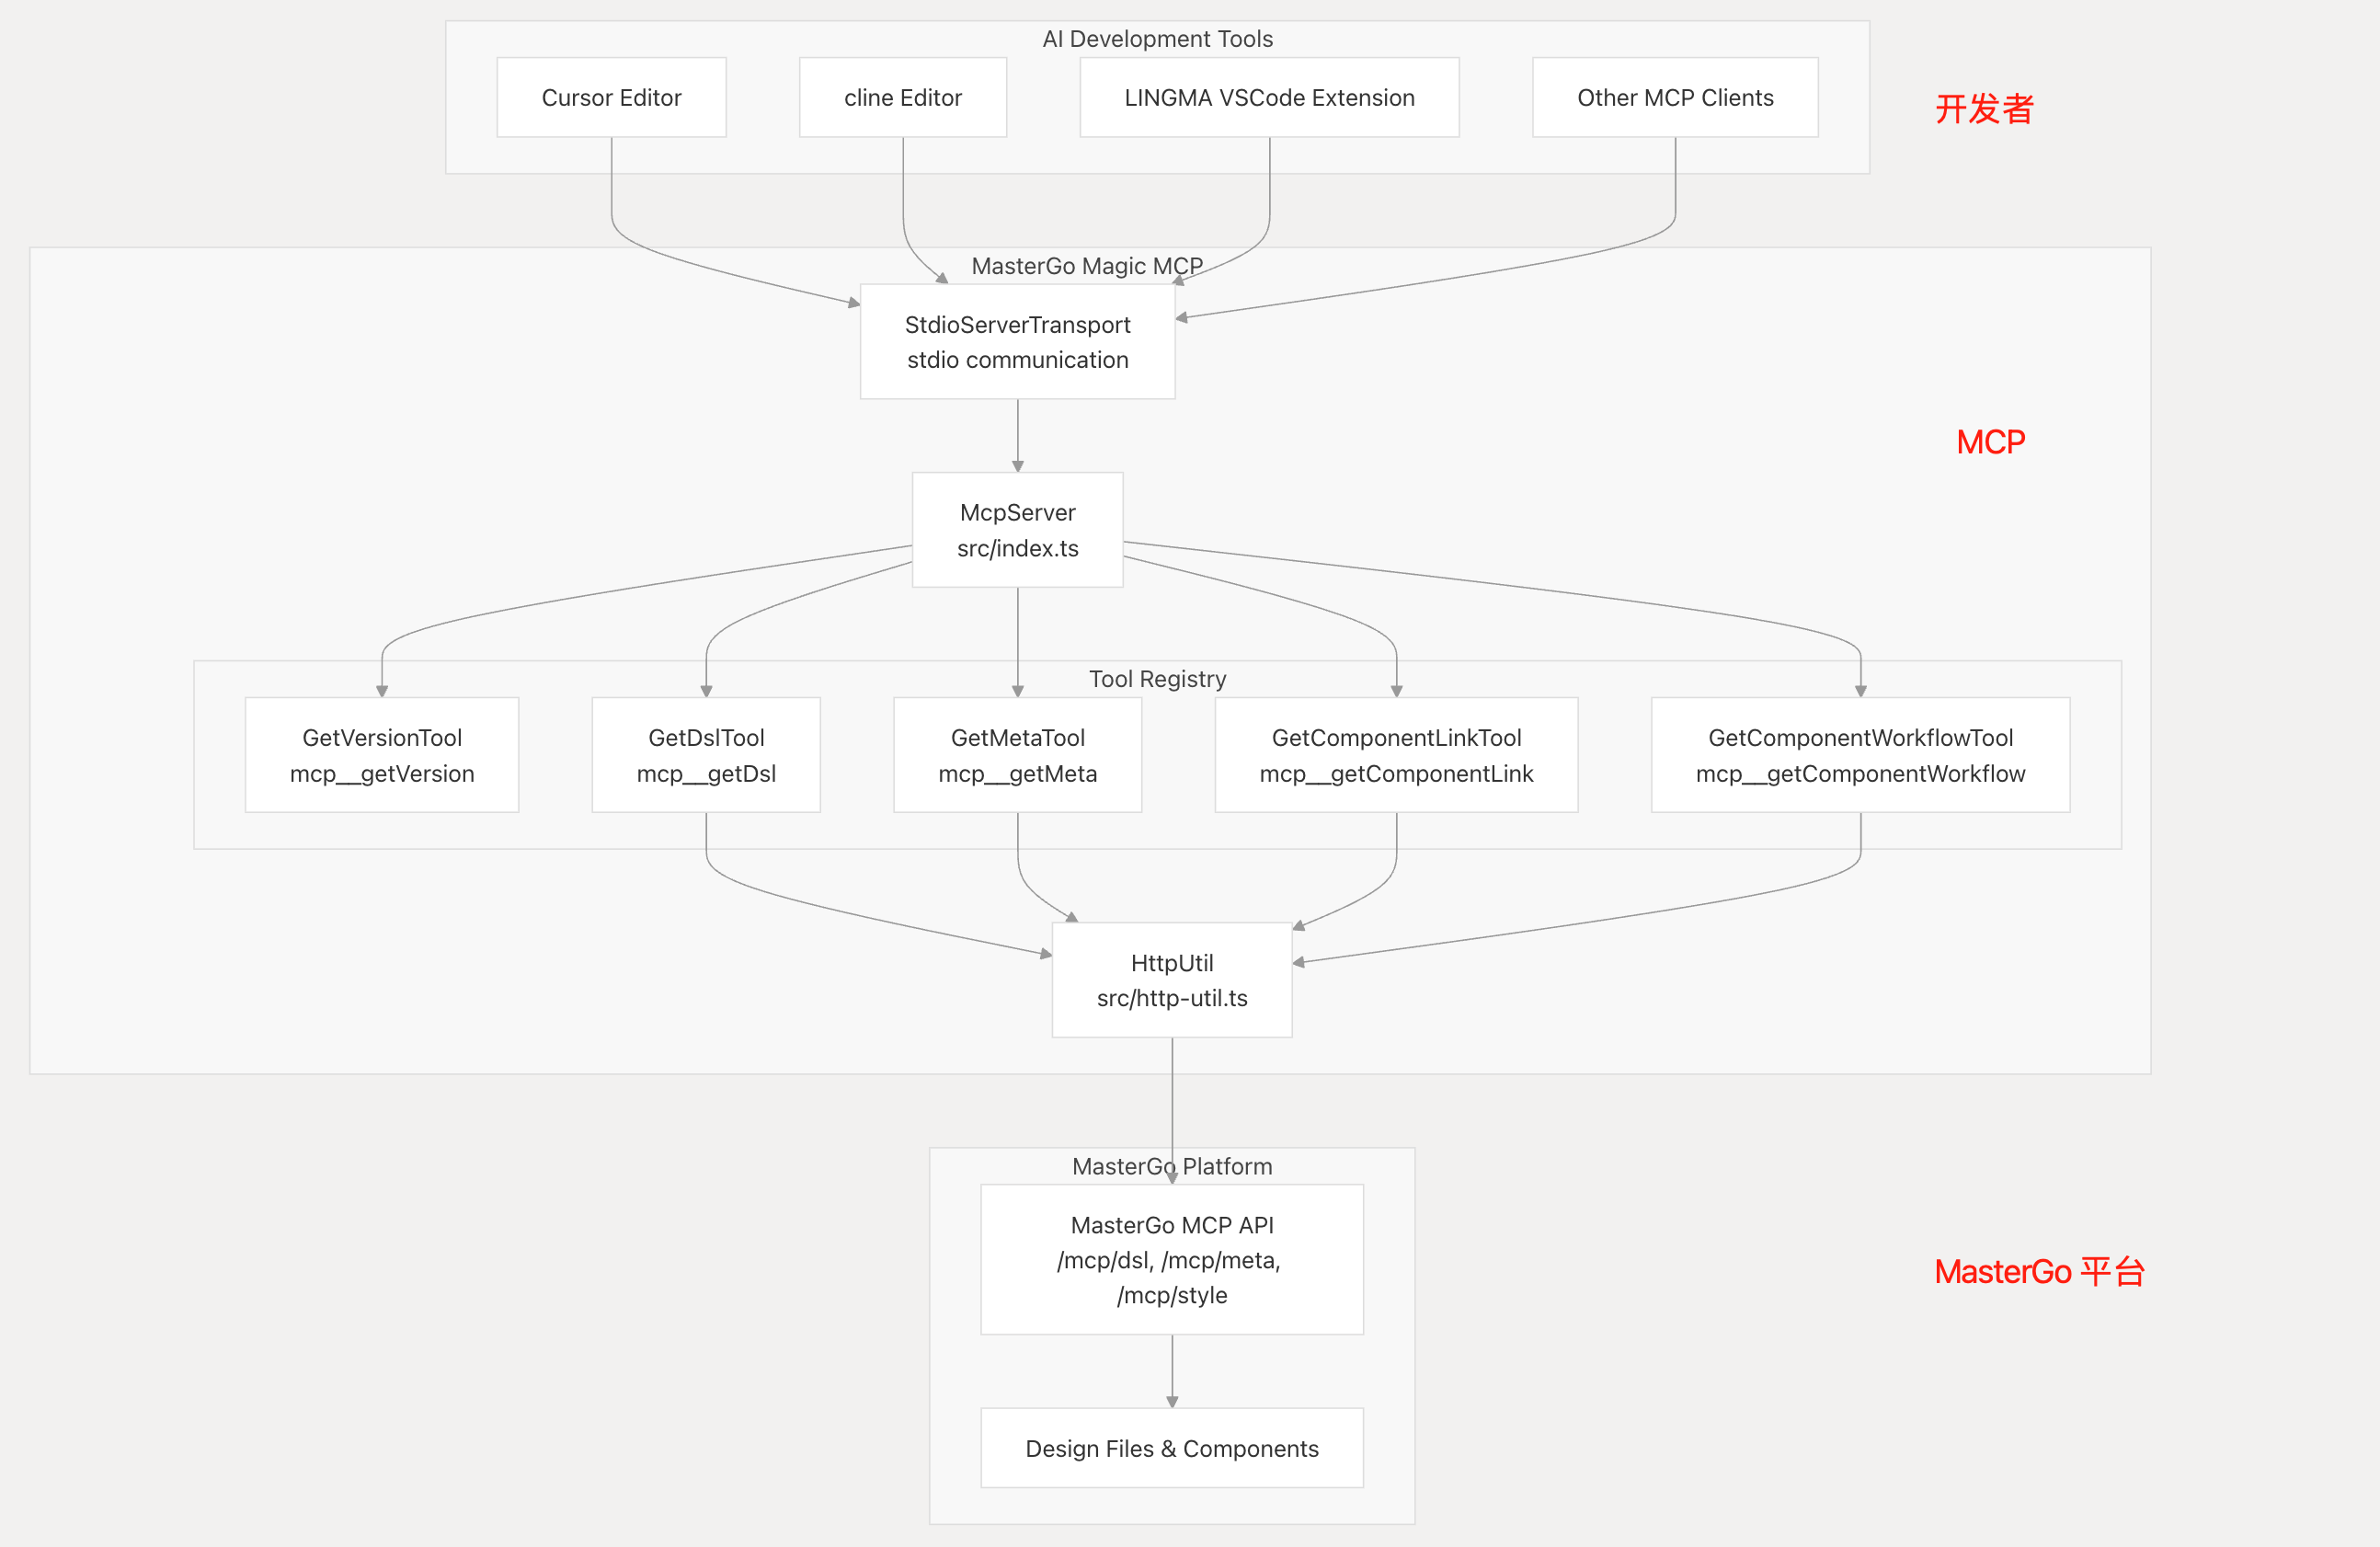 AI Development Tools
Cursor Editor
cline Editor
LINGMA VSCode Extension
Other MCP Clients
开发者
MasterGo Magic MCP
StdioServerTransport
stdio communication
MCP
McpServer
src/index.ts
Tool Registry
GetVersionTool
mcp__getVersion
GetDslTool
mcp__getDsl
GetMetaTool
mcp__getMeta
GetComponentLinkTool
mcp__getComponentLink
GetComponentWorkflowTool
mcp__getComponentWorkflow
HttpUtil
src/http-util.ts
MasterGo Platform
MasterGo MCP API
/mcp/dsl, /mcp/meta,
/mcp/style
MasterGo 平台
Design Files & Components